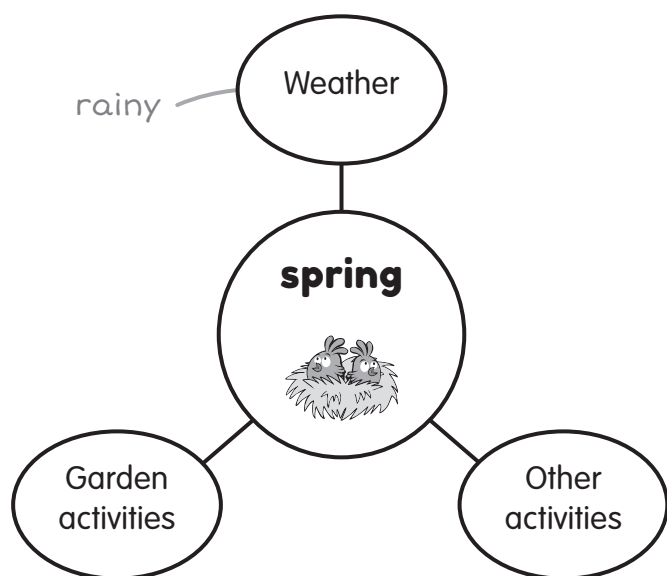 Weather
rainy
spring
Garden
activities
Other
activities